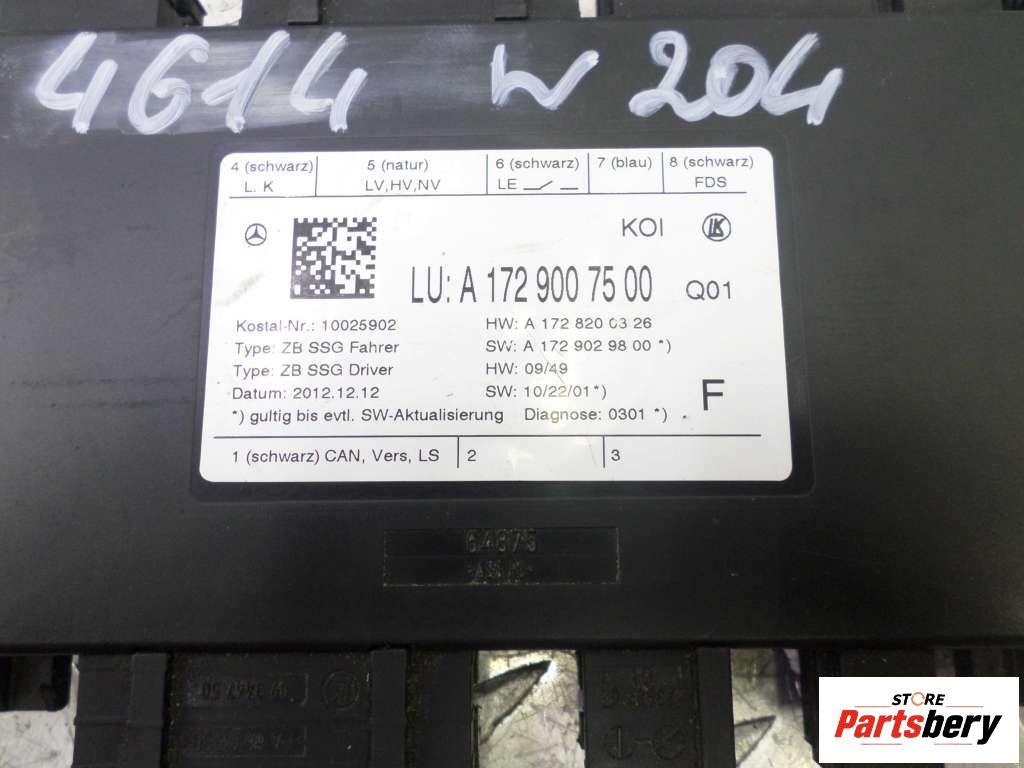 4614 W 204
4 (schwarz) 5 (natur) 6 (schwarz) 7 (blau) 8 (schwarz)
L. K LV,HV,NV LE FDS
KOI LK
LU: A 172 900 75 00 Q01
Kostal-Nr.: 10025902 HW: A 172 820 03 26
Type: ZB SSG Fahrer SW: A 172 902 98 00 *)
Type: ZB SSG Driver HW: 09/49
Datum: 2012.12.12 SW: 10/22/01*)
F
*) gultig bis evtl. SW-Aktualisierung Diagnose: 0301 *)
1 (schwarz) CAN, Vers, LS 2 3
STORE
Partsbery